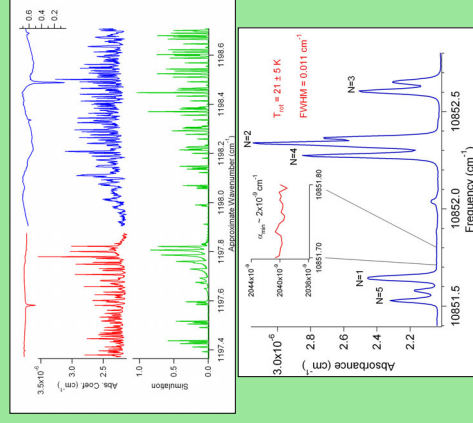 0.6
0.4
0.2
3.5x10⁻⁶
3.0
2.5
Abs. Coef. (cm⁻¹)
1.0
0.5
0.0
Simulation
1197.4
1197.6
1197.8
1198.0
1198.2
1198.4
1198.6
Approximate Wavenumber (cm⁻¹)
3.0x10⁻⁶
2.8
2.6
2.4
2.2
Absorbance (cm⁻¹)
10851.5
10852.0
10852.5
Frequency (cm⁻¹)
N=5
N=1
N=4
N=2
N=3
T_rot = 21 ± 5 K
FWHM = 0.011 cm⁻¹
α_min ~ 2x10⁻⁹ cm⁻¹
2044x10⁻⁹
2040x10⁻⁹
2036x10⁻⁹
10851.70
10851.80